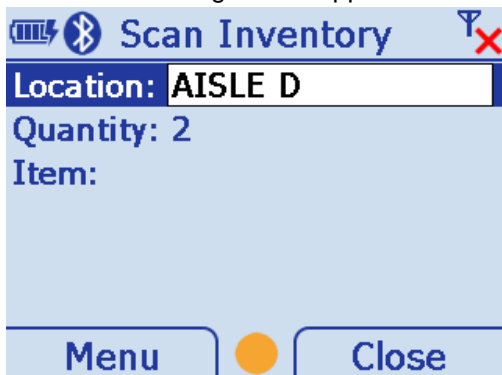 Scan Inventory
Location: AISLE D
Quantity: 2
Item:
Menu Close